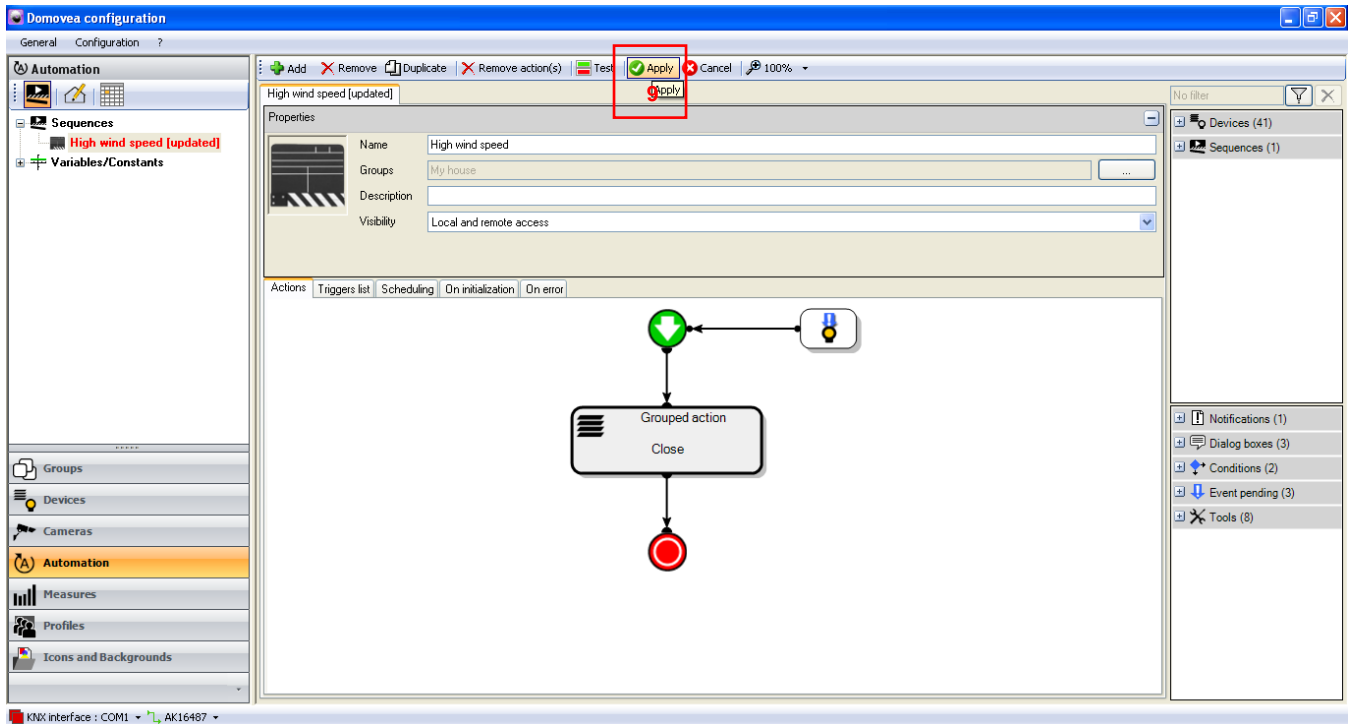 Domovea configuration
General Configuration ?
Automation
Sequences
High wind speed [updated]
Variables/Constants
Groups
Devices
Cameras
Automation
Measures
Profiles
Icons and Backgrounds
Add Remove Duplicate Remove action(s) Test Apply Cancel 100%
9
Apply
High wind speed [updated]
Properties
Name High wind speed
Groups My house ...
Description
Visibility Local and remote access
Actions Triggers list Scheduling On initialization On error
Grouped action
Close
No filter
Devices (41)
Sequences (1)
Notifications (1)
Dialog boxes (3)
Conditions (2)
Event pending (3)
Tools (8)
KNX interface : COM1 AK16487